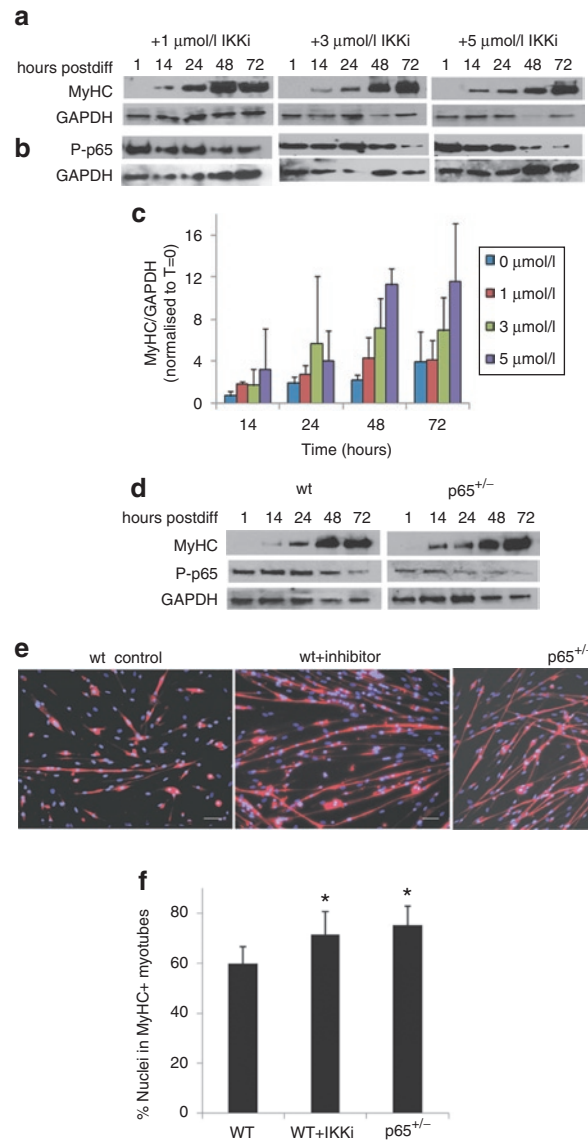 a
+1 μmol/l IKKi +3 μmol/l IKKi +5 μmol/l IKKi
hours postdiff 1 14 24 48 72 1 14 24 48 72 1 14 24 48 72
MyHC
GAPDH
b
P-p65
GAPDH
c
MyHC/GAPDH
(normalised to T=0)
16
12
8
4
0
14 24 48 72
Time (hours)
0 μmol/l
1 μmol/l
3 μmol/l
5 μmol/l
d
wt p65+/−
hours postdiff 1 14 24 48 72 1 14 24 48 72
MyHC
P-p65
GAPDH
e
wt control wt+inhibitor p65+/−
f
% Nuclei in MyHC+ myotubes
80
60
40
20
0
* *
WT WT+IKKi p65+/−